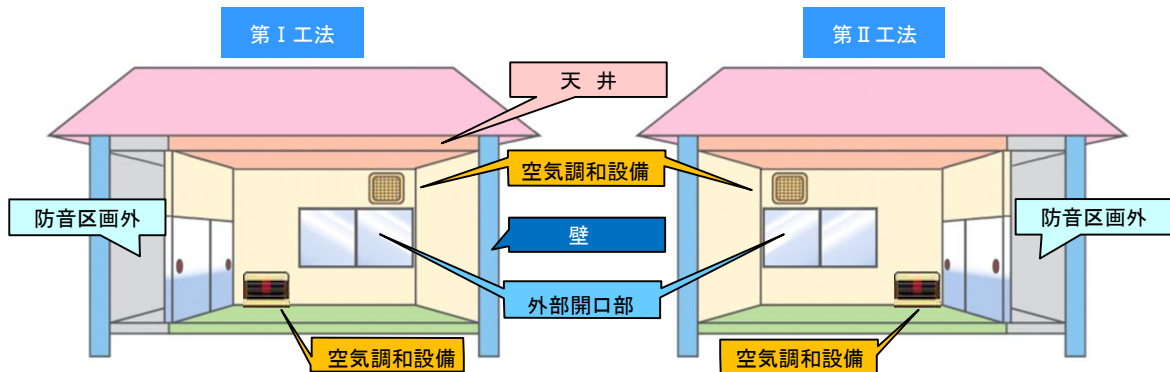 第Ⅰ工法
第Ⅱ工法
天 井
空気調和設備
防音区画外
壁
防音区画外
外部開口部
空気調和設備
空気調和設備